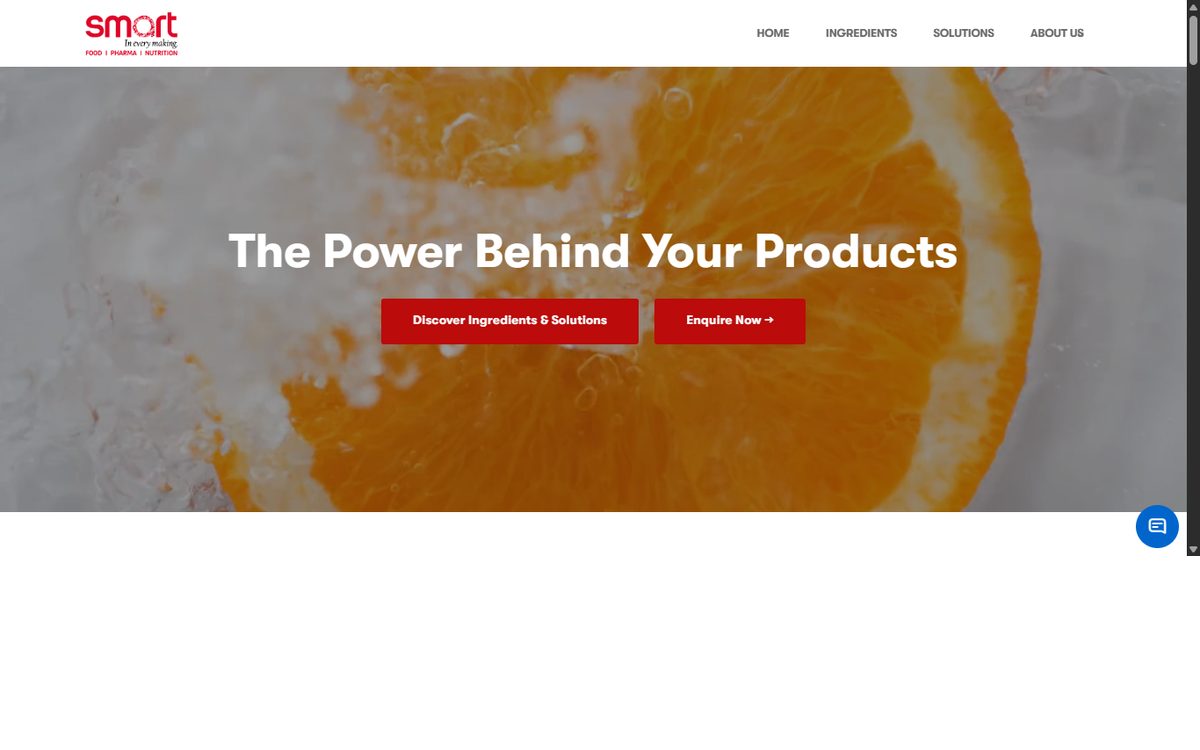 smart
In every making.
FOOD | PHARMA | NUTRITION
HOME
INGREDIENTS
SOLUTIONS
ABOUT US
The Power Behind Your Products
Discover Ingredients & Solutions
Enquire Now →